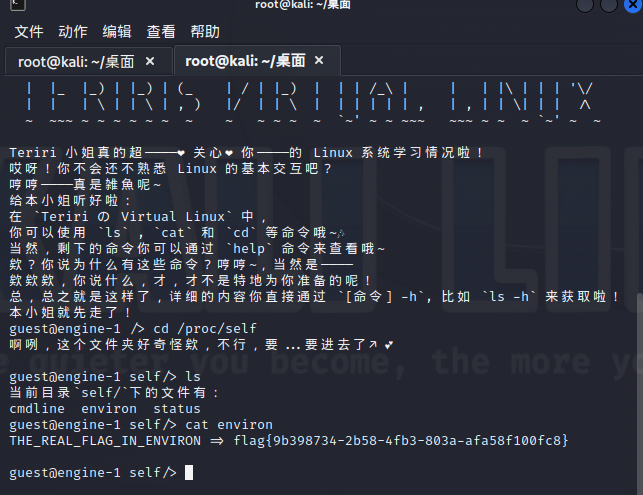 root@kali: ~/桌面
文件 动作 编辑 查看 帮助
root@kali: ~/桌面 × root@kali: ~/桌面 ×
Teriri 小姐真的超————❤ 关心❤ 你————的 Linux 系统学习情况啦！
哎呀！你不会还不熟悉 Linux 的基本交互吧？
哼哼————真是雑魚呢~
给本小姐听好啦：
在 `Teriri の Virtual Linux` 中，
你可以使用 `ls` ，`cat` 和 `cd` 等命令哦~🎶
当然，剩下的命令你可以通过 `help` 命令来查看哦~
欸？你说为什么有这些命令？哼哼~，当然是————
欸欸欸，你说什么，才，才不是特地为你准备的呢！
总，总之就是这样了，详细的内容你直接通过 `[命令] -h`，比如 `ls -h` 来获取啦！
本小姐就先走了！
guest@engine-1 /> cd /proc/self
啊咧，这个文件夹好奇怪欸，不行，要...要进去了↗ 💕
guest@engine-1 self/> ls
当前目录`self/`下的文件有：
cmdline environ status
guest@engine-1 self/> cat environ
THE_REAL_FLAG_IN_ENVIRON => flag{9b398734-2b58-4fb3-803a-afa58f100fc8}
guest@engine-1 self/>